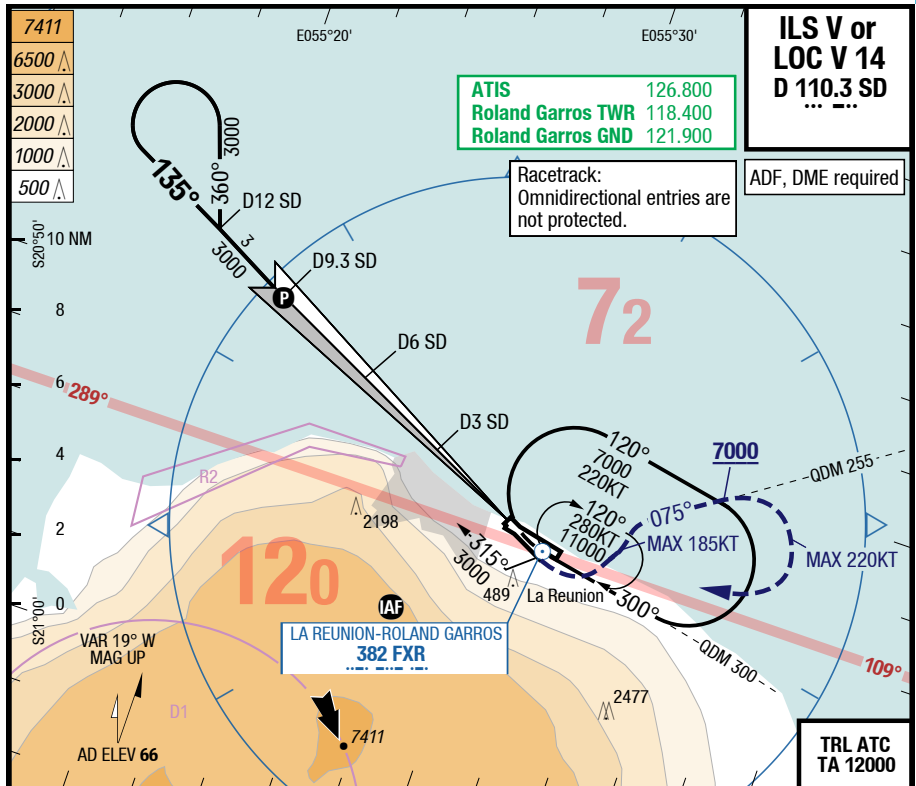 7411
6500
3000
2000
1000
500
E055°20'
E055°30'
ILS V or
LOC V 14
D 110.3 SD
ATIS 126.800
Roland Garros TWR 118.400
Roland Garros GND 121.900
Racetrack:
Omnidirectional entries are
not protected.
ADF, DME required
135°
360°
3000
D12 SD
S20°50'
10 NM
3
3000
D9.3 SD
P
8
72
D6 SD
6
289°
D3 SD
4
R2
120°
7000
220KT
7000
QDM 255
2198
120°
280KT
11000
075°
MAX 185KT
MAX 220KT
2
315°
3000
120
489
La Reunion
300°
0
S21°00'
IAF
VAR 19° W
MAG UP
LA REUNION-ROLAND GARROS
382 FXR
QDM 300
109°
D1
2477
7411
AD ELEV 66
TRL ATC
TA 12000